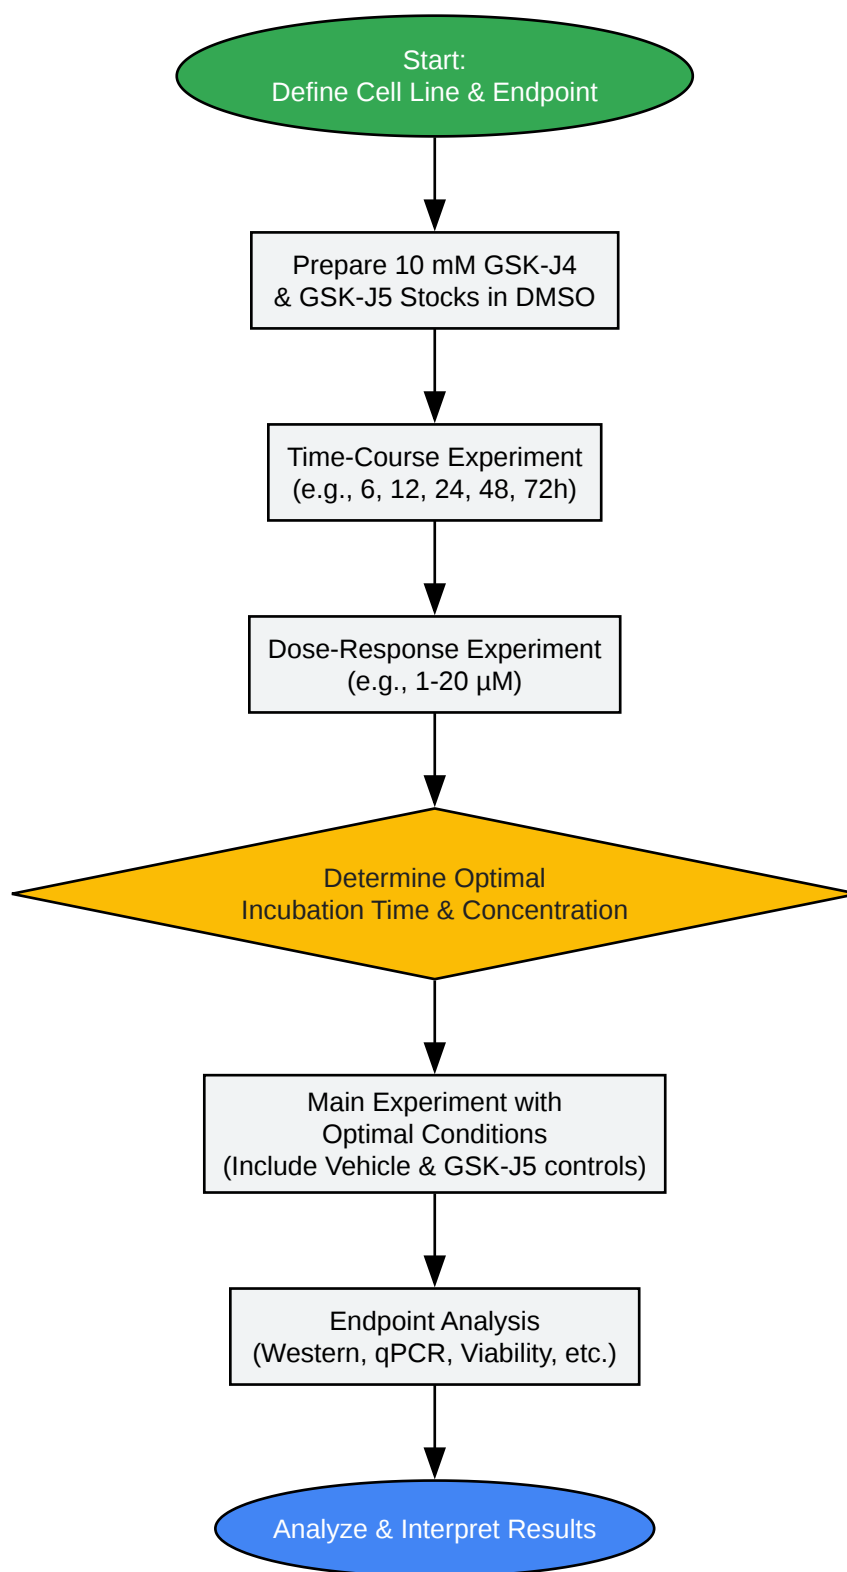 Start:
Define Cell Line & Endpoint
Prepare 10 mM GSK-J4
& GSK-J5 Stocks in DMSO
Time-Course Experiment
(e.g., 6, 12, 24, 48, 72h)
Dose-Response Experiment
(e.g., 1-20 µM)
Determine Optimal
Incubation Time & Concentration
Main Experiment with
Optimal Conditions
(Include Vehicle & GSK-J5 controls)
Endpoint Analysis
(Western, qPCR, Viability, etc.)
Analyze & Interpret Results